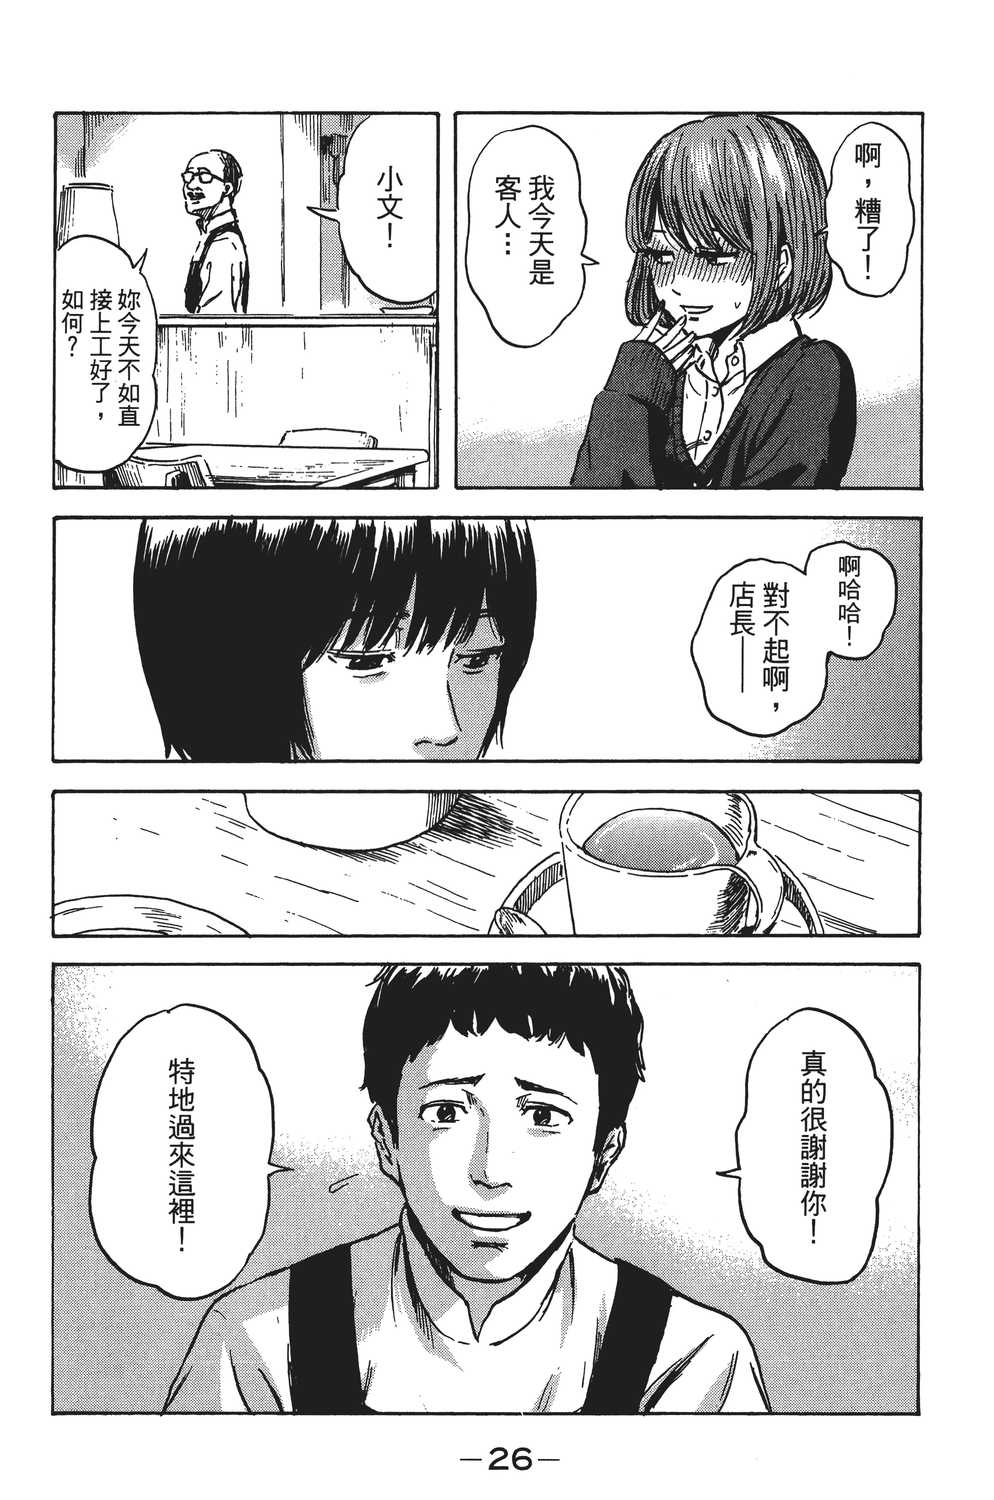 啊，糟了！
我今天是
客人…
小文！
妳今天不如直
接上工好了，
如何？
啊哈哈！
對不起啊，
店長——
真的很謝謝你！
特地過來這裡！
—26—